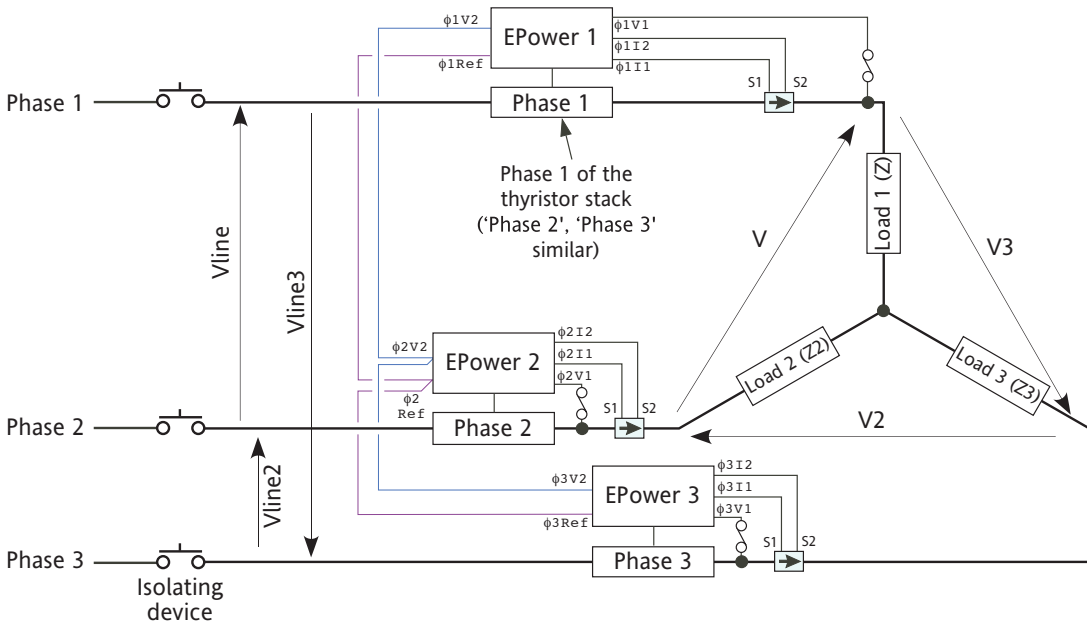 ϕ1V2
EPower 1
ϕ1V1
ϕ1I2
ϕ1I1
ϕ1Ref
S1
S2
Phase 1
Phase 1
Phase 1 of the
thyristor stack
(‘Phase 2', ‘Phase 3'
similar)
Load 1 (Z)
V
V3
Vline
Vline3
ϕ2V2
EPower 2
ϕ2I2
ϕ2I1
ϕ2V1
ϕ2
Ref
S1
S2
Load 2 (Z2)
Load 3 (Z3)
Phase 2
Phase 2
V2
Vline2
ϕ3V2
EPower 3
ϕ3I2
ϕ3I1
ϕ3V1
ϕ3Ref
S1
S2
Phase 3
Phase 3
Isolating
device